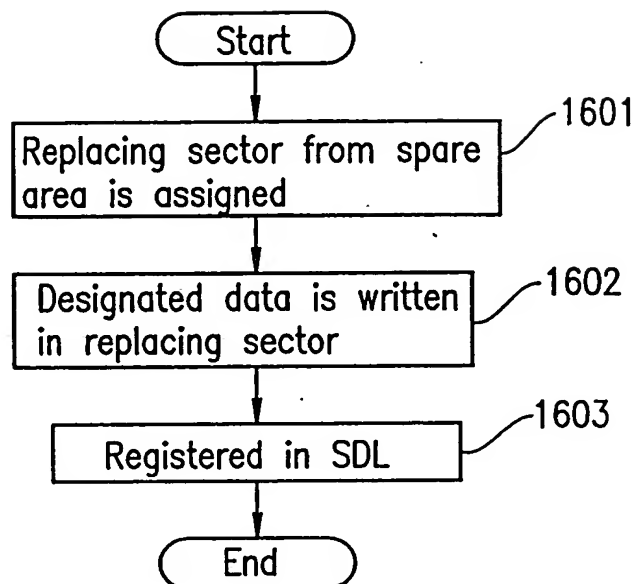 Start
1601
Replacing sector from spare
area is assigned
1602
Designated data is written
in replacing sector
1603
Registered in SDL
End